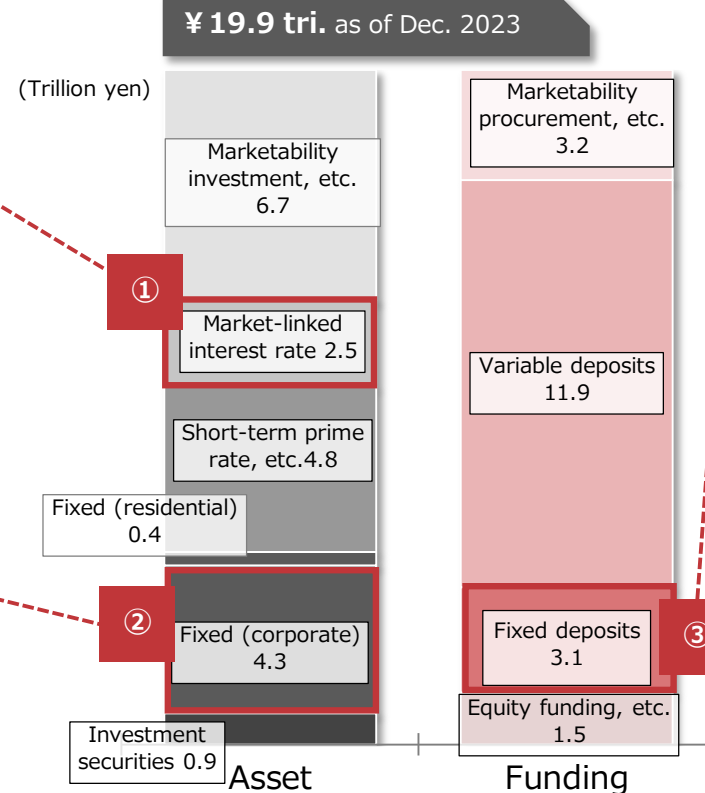 ¥ 19.9 tri. as of Dec. 2023
(Trillion yen)
Marketability
investment, etc.
6.7
①
Market-linked
interest rate 2.5
Short-term prime
rate, etc.4.8
Fixed (residential)
0.4
②
Fixed (corporate)
4.3
Investment
securities 0.9
Asset
Marketability
procurement, etc.
3.2
Variable deposits
11.9
Fixed deposits
3.1
③
Equity funding, etc.
1.5
Funding